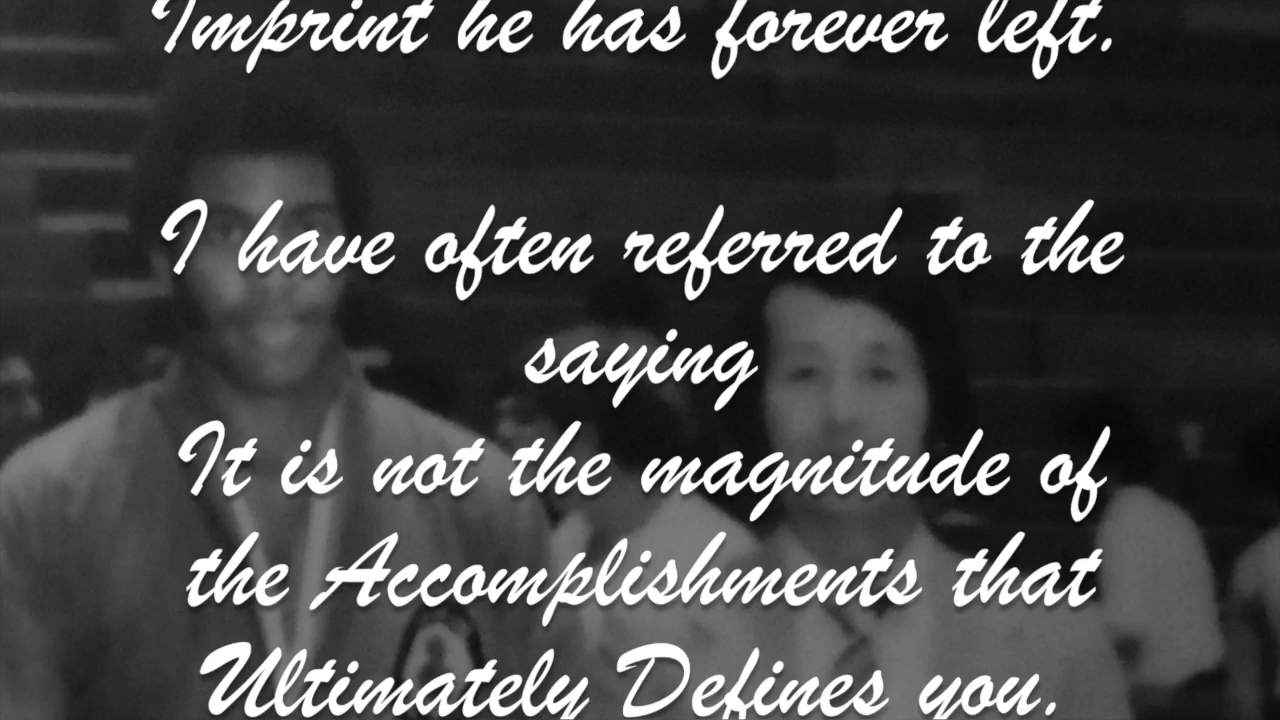 Imprint he has forever left.
I have often referred to the
saying
It is not the magnitude of
the Accomplishments that
Ultimately Defines you.